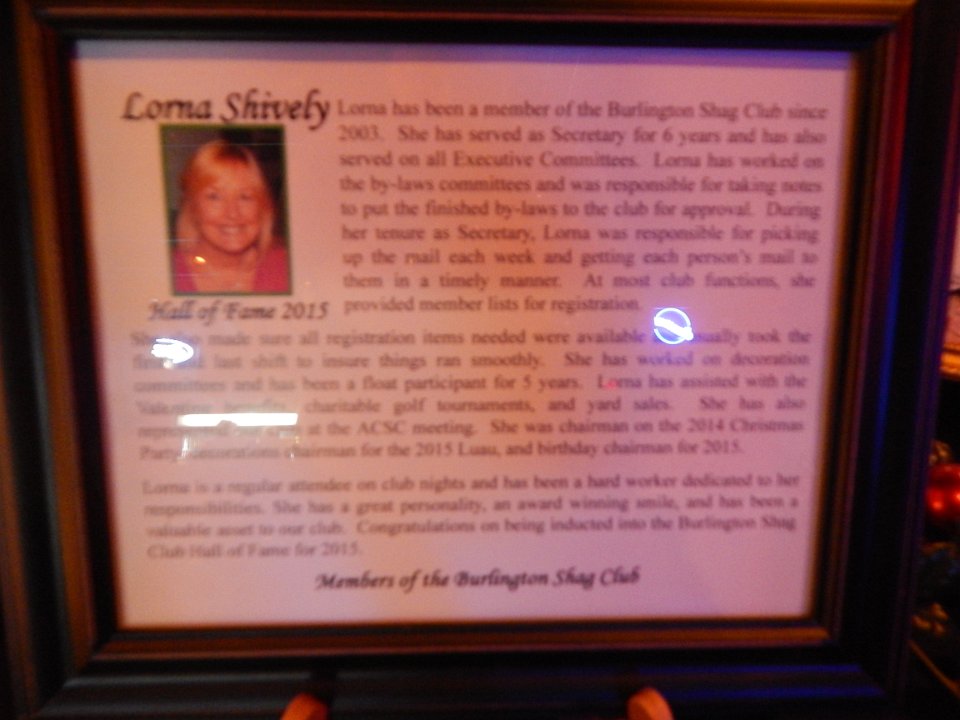 Lorna Shively
Lorna has been a member of the Burlington Shag Club since
2003. She has served as Secretary for 6 years and has also
served on all Executive Committees. Lorna has worked on
the by-laws committees and was responsible for taking notes
to put the finished by-laws to the club for approval. During
her tenure as Secretary, Lorna was responsible for picking
up the mail each week and getting each person's mail to
them in a timely manner. At most club functions, she
provided member lists for registration.
Hall of Fame 2015
She sure all registration items needed were available usually took the
last shift to insure things ran smoothly. She has worked on decoration
committees and has been a float participant for 5 years. Lorna has assisted with the
charitable golf tournaments, and yard sales. She has also
at the ACSC meeting. She was chairman on the 2014 Christmas
Party chairman for the 2015 Luau, and birthday chairman for 2015.
Lorna is a regular attendee on club nights and has been a hard worker dedicated to her
responsibilities. She has a great personality, an award winning smile, and has been a
valuable asset to our club. Congratulations on being inducted into the Burlington Shag
Club Hall of Fame for 2015.
Members of the Burlington Shag Club